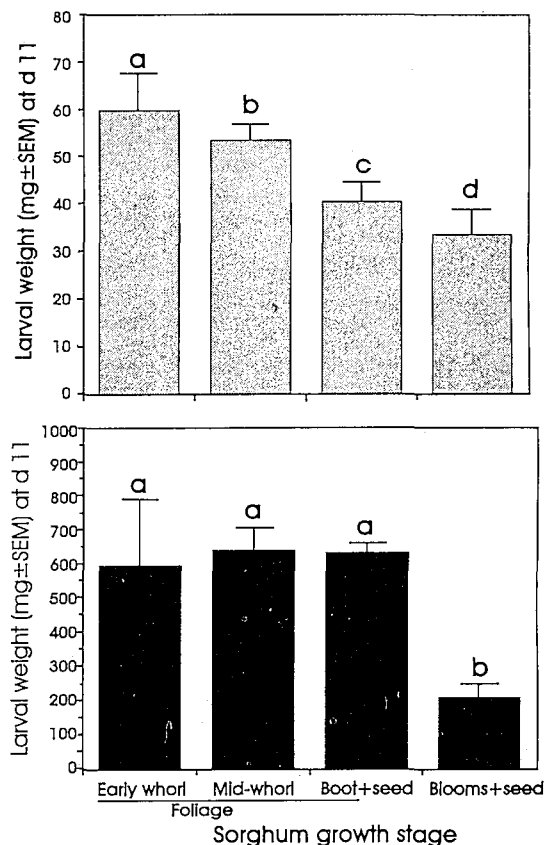 80
70
60
50
40
30
20
10
0
Larval weight (mg±SEM) at d 11
a
b
c
d
1000
900
800
700
600
500
400
300
200
100
000
Larval weight (mg±SEM) at d 11
a
a
a
b
Early whorl Mid-whorl Boot+seed Blooms+seed
Foliage
Sorghum growth stage